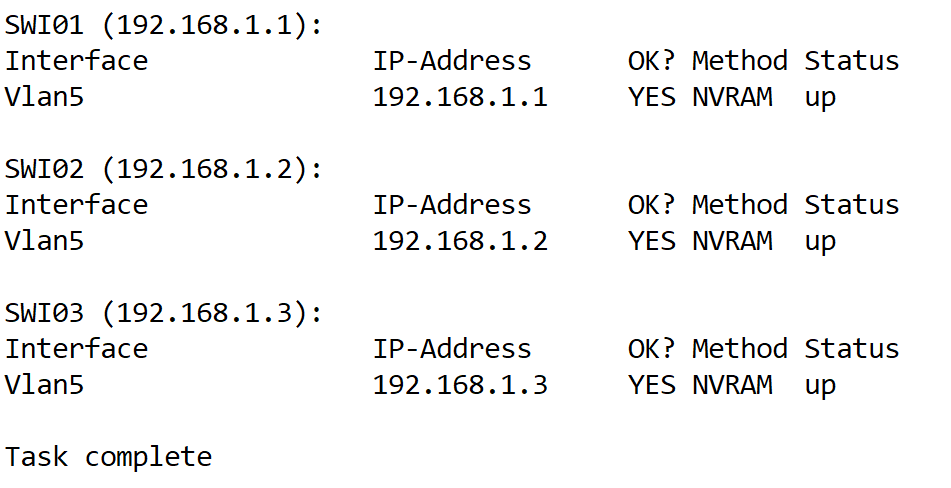 SWI01 (192.168.1.1):
Interface              IP-Address      OK? Method Status
Vlan5                  192.168.1.1     YES NVRAM  up

SWI02 (192.168.1.2):
Interface              IP-Address      OK? Method Status
Vlan5                  192.168.1.2     YES NVRAM  up

SWI03 (192.168.1.3):
Interface              IP-Address      OK? Method Status
Vlan5                  192.168.1.3     YES NVRAM  up

Task complete